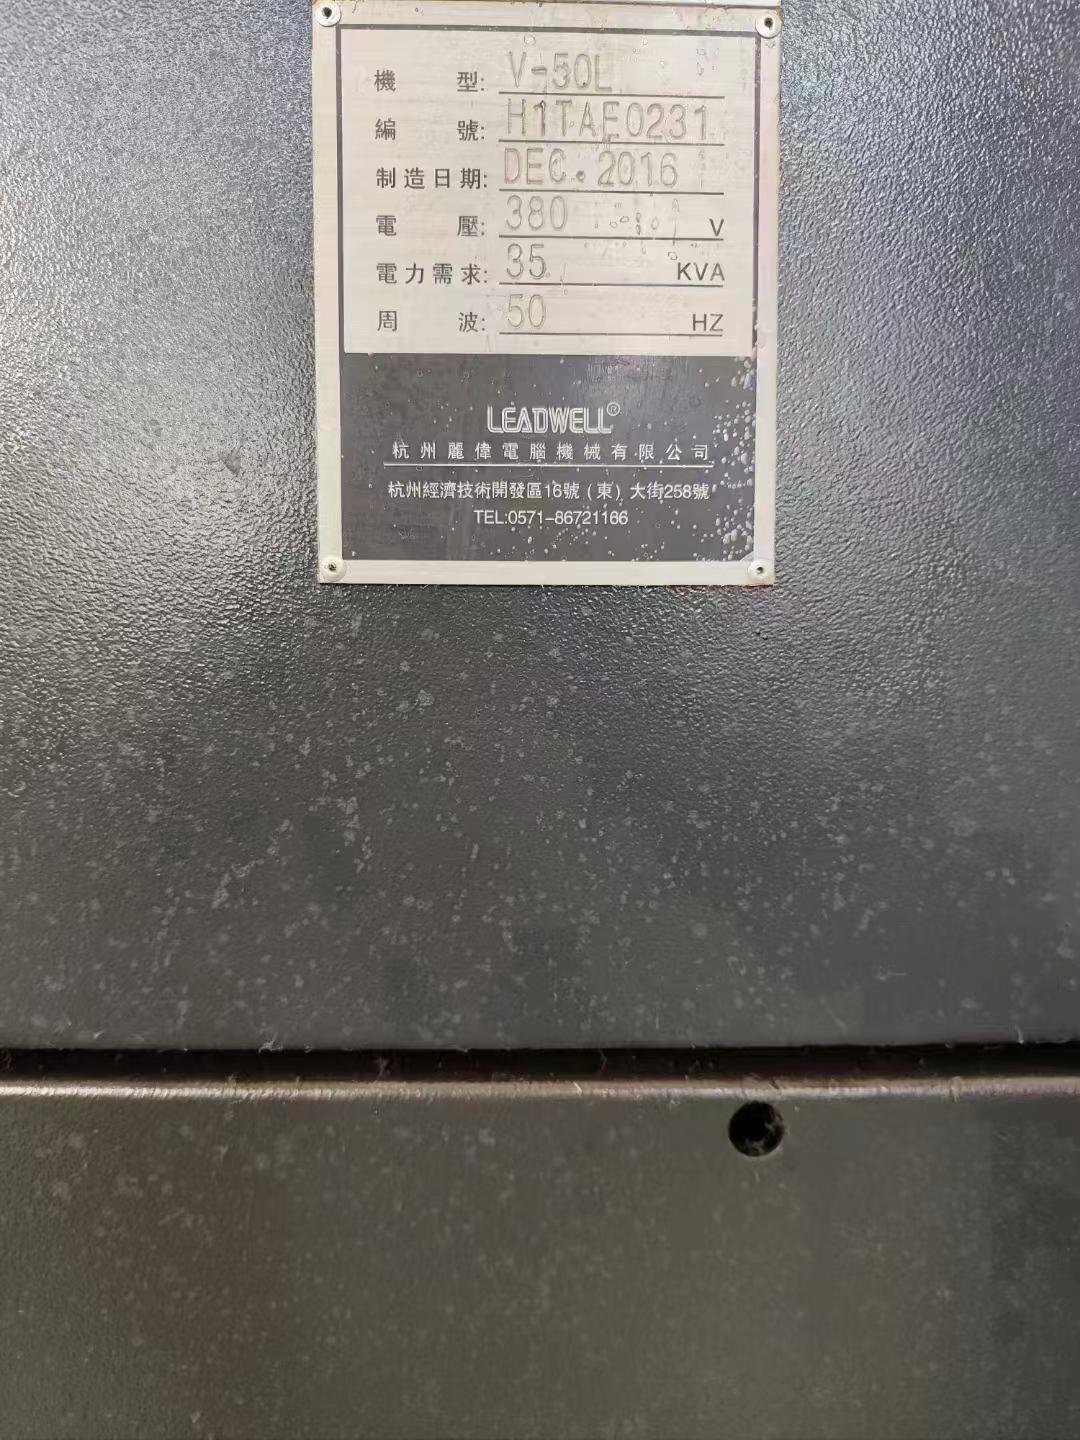 機型: V-50L
編號: H1TAE0231
制造日期: DEC.2016
電壓: 380 V
電力需求: 35 KVA
周波: 50 HZ
LEADWELL®
杭州麗偉電腦機械有限公司
杭州經濟技術開發區16號(東)大街258號
TEL:0571-86721166